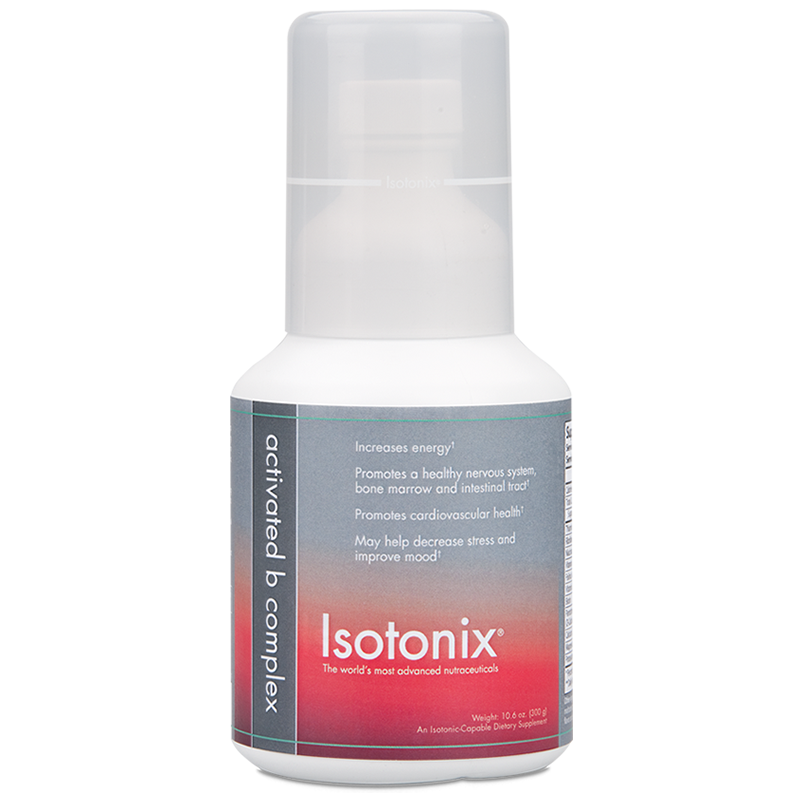 Isotonix
activated b complex
Increases energy†
Promotes a healthy nervous system,
bone marrow and intestinal tract†
Promotes cardiovascular health†
May help decrease stress and
improve mood†
Isotonix®
The world's most advanced nutraceuticals
Weight: 10.6 oz. (300 g)
An Isotonic-Capable Dietary Supplement